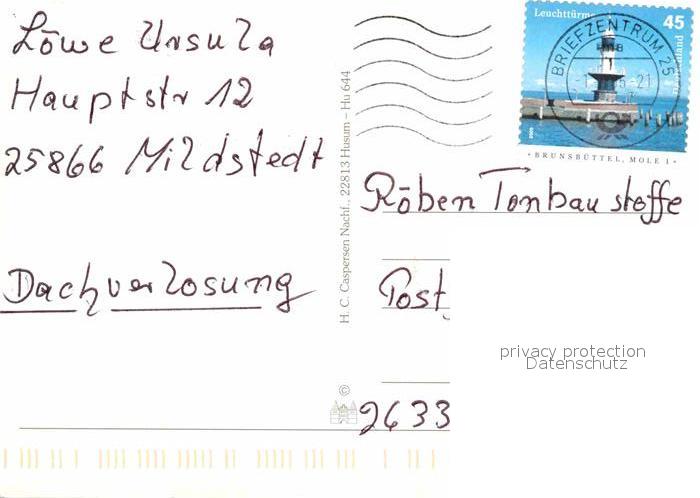 Löwe Ursula
Hauptstr 12
25866 Mildstedt
Dachverlosung
H. C. Caspersen Nachf., 22813 Husum – Hu 644
©
Leuchttürme
45
BRIEFZENTRUM 25
BRUNSBÜTTEL, MOLE 1
Röben Tonbaustoffe
Post
2633
privacy protection
Datenschutz